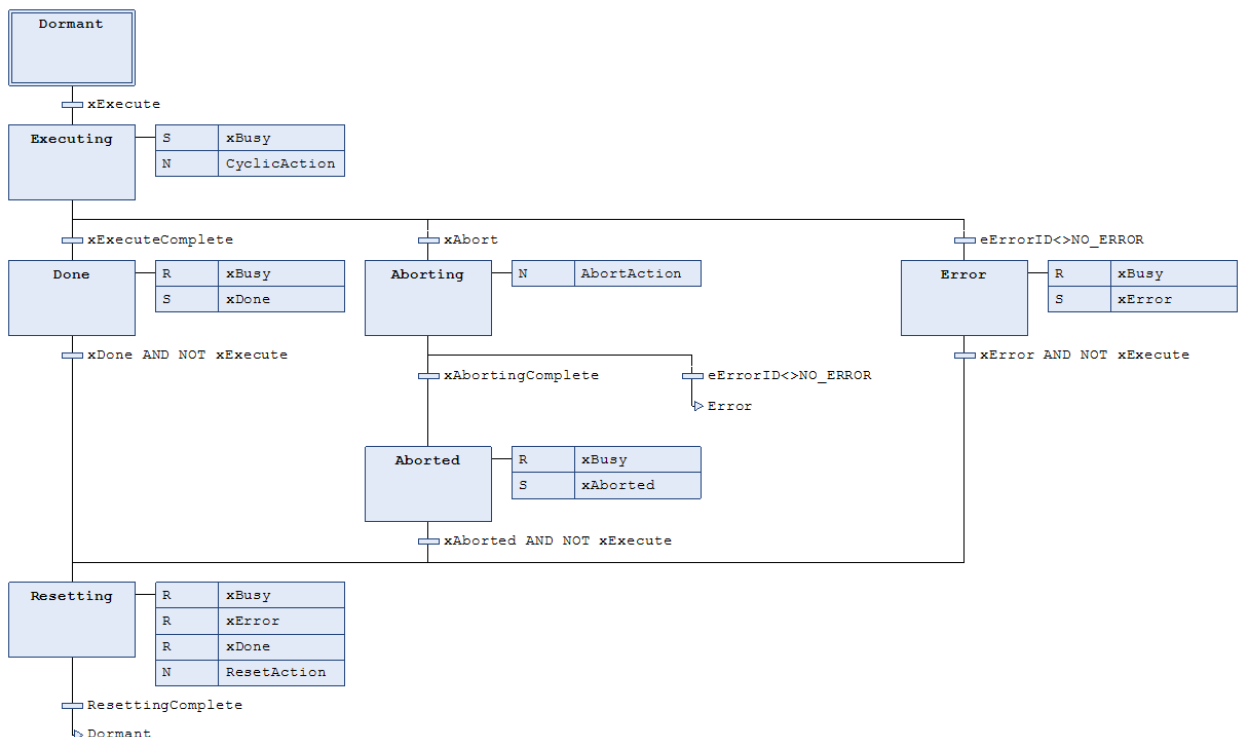 Dormant
xExecute
Executing
S xBusy
N CyclicAction
xExecuteComplete
xAbort
eErrorID<>NO_ERROR
Done
R xBusy
S xDone
Aborting
N AbortAction
Error
R xBusy
S xError
xDone AND NOT xExecute
xError AND NOT xExecute
xAbortingComplete
eErrorID<>NO_ERROR
Error
Aborted
R xBusy
S xAborted
xAborted AND NOT xExecute
Resetting
R xBusy
R xError
R xDone
N ResetAction
ResettingComplete
Dormant